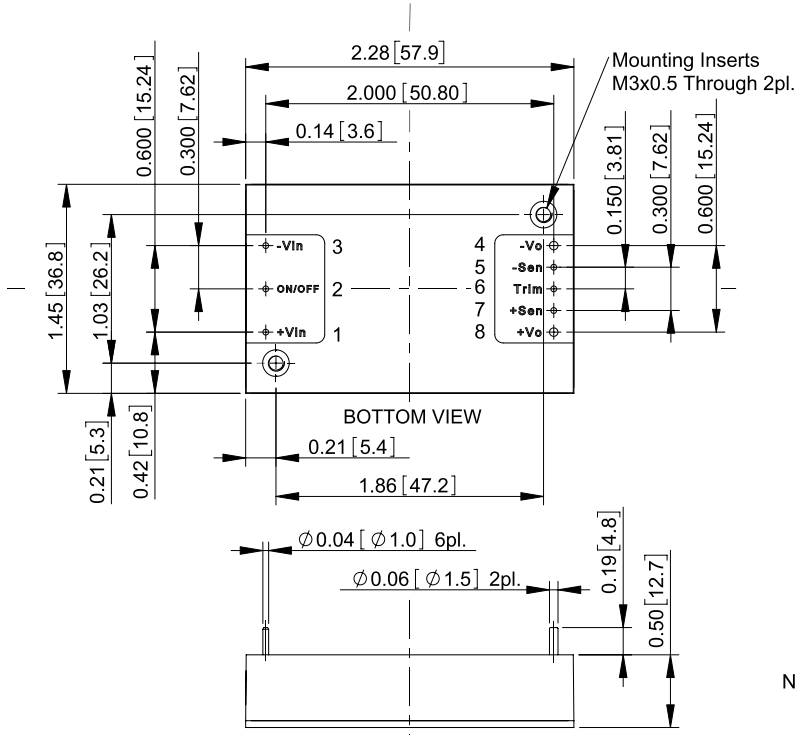 2.28 [57.9]
Mounting Inserts
M3x0.5 Through 2pl.
2.000 [50.80]
0.14 [3.6]
0.600 [15.24]
0.300 [7.62]
0.150 [3.81]
0.300 [7.62]
0.600 [15.24]
-Vin 3
ON/OFF 2
+Vin 1
4 -Vo
5 -Sen
6 Trim
7 +Sen
8 +Vo
1.45 [36.8]
1.03 [26.2]
0.21 [5.3]
0.42 [10.8]
BOTTOM VIEW
0.21 [5.4]
1.86 [47.2]
Ø0.04 [Ø1.0] 6pl.
Ø0.06 [Ø1.5] 2pl.
0.19 [4.8]
0.50 [12.7]
N